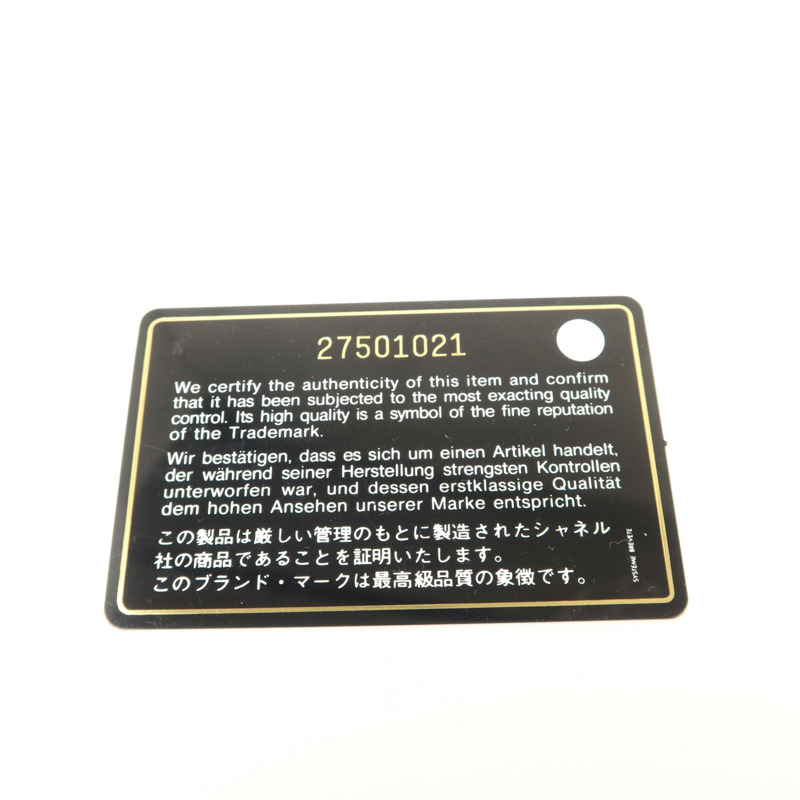 27501021
We certify the authenticity of this item and confirm
that it has been subjected to the most exacting quality
control. Its high quality is a symbol of the fine reputation
of the Trademark.
Wir bestätigen, dass es sich um einen Artikel handelt,
der während seiner Herstellung strengsten Kontrollen
unterworfen war, und dessen erstklassige Qualität
dem hohen Ansehen unserer Marke entspricht.
この製品は厳しい管理のもとに製造されたシャネル
社の商品であることを証明いたします。
このブランド・マークは最高級品質の象徴です。
SYSTEME BREVETE